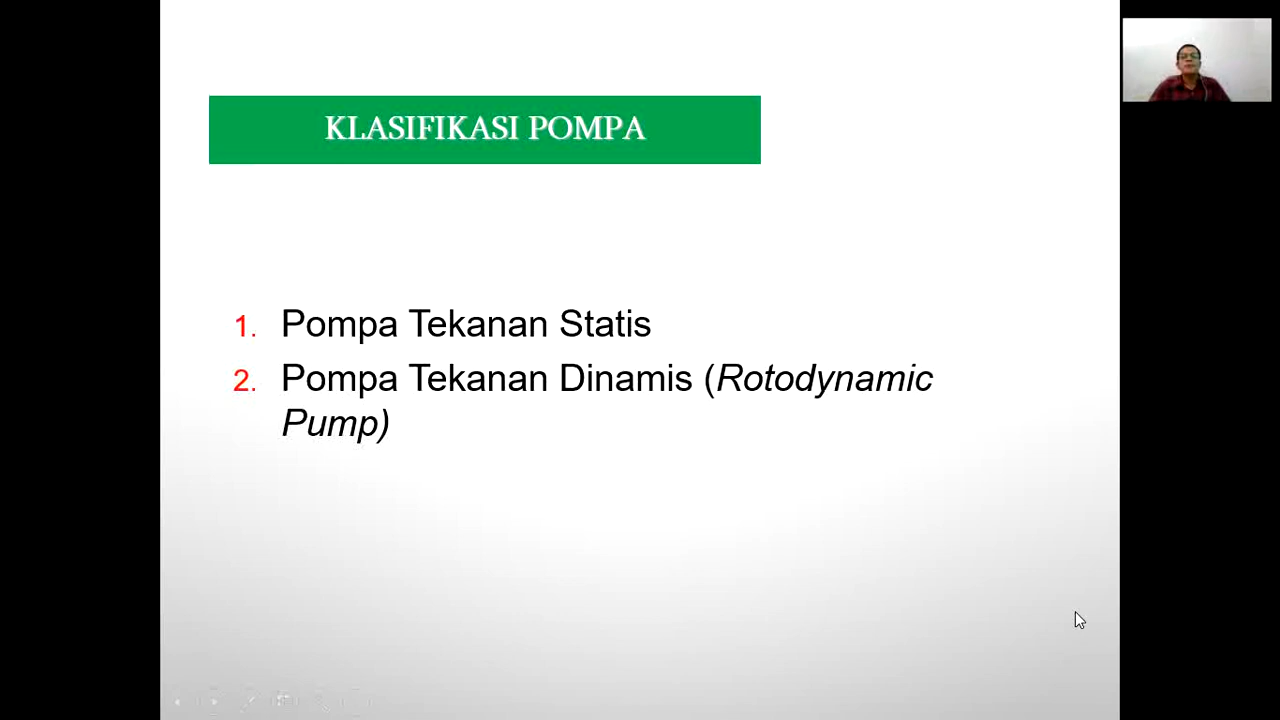 KLASIFIKASI POMPA
1. Pompa Tekanan Statis
2. Pompa Tekanan Dinamis (Rotodynamic
Pump)